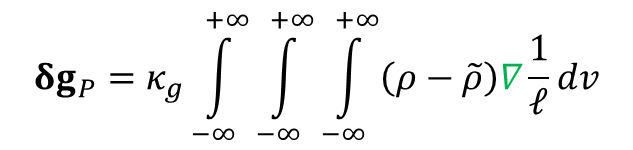 δg_P = κ_g ∫_{−∞}^{+∞} ∫_{−∞}^{+∞} ∫_{−∞}^{+∞} (ρ − ρ̃)∇ 1/ℓ dv